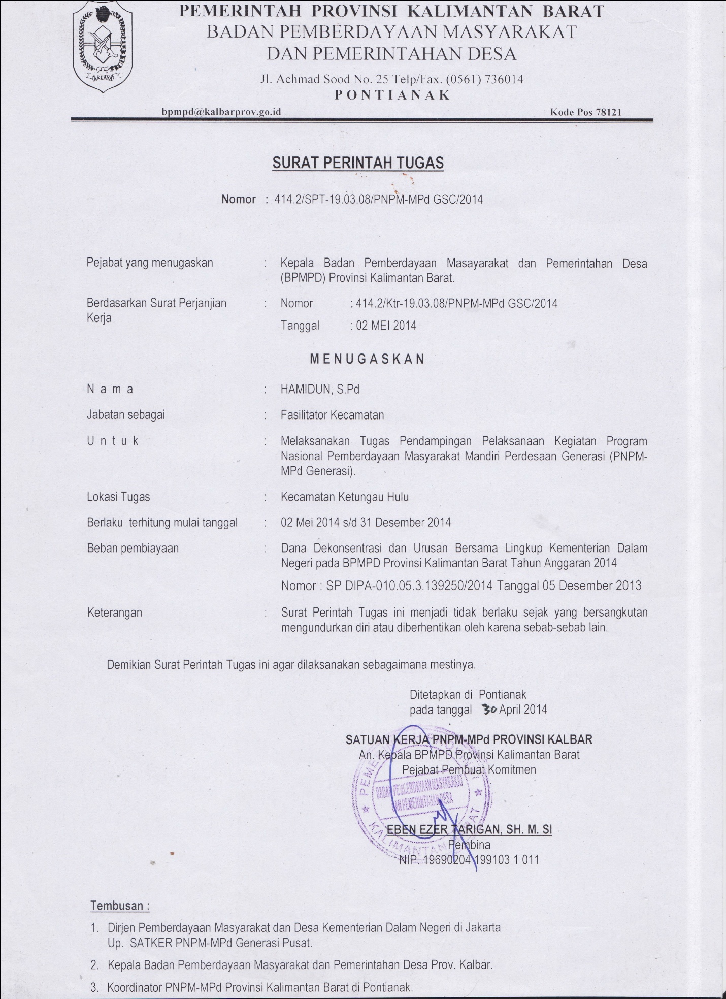 PEMERINTAH PROVINSI KALIMANTAN BARAT
BADAN PEMBERDAYAAN MASYARAKAT
DAN PEMERINTAHAN DESA
Jl. Achmad Sood No. 25 Telp/Fax. (0561) 736014
PONTIANAK
bpmpd@kalbarprov.go.id Kode Pos 78121
AKCAYA
SURAT PERINTAH TUGAS
Nomor : 414.2/SPT-19.03.08/PNPM-MPd GSC/2014
Pejabat yang menugaskan : Kepala Badan Pemberdayaan Masayarakat dan Pemerintahan Desa
(BPMPD) Provinsi Kalimantan Barat.
Berdasarkan Surat Perjanjian : Nomor : 414.2/Ktr-19.03.08/PNPM-MPd GSC/2014
Kerja
Tanggal : 02 MEI 2014
MENUGASKAN
N a m a : HAMIDUN, S.Pd
Jabatan sebagai : Fasilitator Kecamatan
U n t u k : Melaksanakan Tugas Pendampingan Pelaksanaan Kegiatan Program
Nasional Pemberdayaan Masyarakat Mandiri Perdesaan Generasi (PNPM-
MPd Generasi).
Lokasi Tugas : Kecamatan Ketungau Hulu
Berlaku terhitung mulai tanggal : 02 Mei 2014 s/d 31 Desember 2014
Beban pembiayaan : Dana Dekonsentrasi dan Urusan Bersama Lingkup Kementerian Dalam
Negeri pada BPMPD Provinsi Kalimantan Barat Tahun Anggaran 2014
Nomor : SP DIPA-010.05.3.139250/2014 Tanggal 05 Desember 2013
Keterangan : Surat Perintah Tugas ini menjadi tidak berlaku sejak yang bersangkutan
mengundurkan diri atau diberhentikan oleh karena sebab-sebab lain.
Demikian Surat Perintah Tugas ini agar dilaksanakan sebagaimana mestinya.
Ditetapkan di Pontianak
pada tanggal 30 April 2014
SATUAN KERJA PNPM-MPd PROVINSI KALBAR
An. Kepala BPMPD Provinsi Kalimantan Barat
Pejabat Pembuat Komitmen
PEMERINTAH PROVINSI
BADAN PEMBERDAYAAN MASYARAKAT
DAN PEMERINTAHAN DESA
KALIMANTAN BARAT
EBEN EZER TARIGAN, SH. M. SI
Pembina
NIP. 19690204 199103 1 011
Tembusan :
1. Dirjen Pemberdayaan Masyarakat dan Desa Kementerian Dalam Negeri di Jakarta
Up. SATKER PNPM-MPd Generasi Pusat.
2. Kepala Badan Pemberdayaan Masyarakat dan Pemerintahan Desa Prov. Kalbar.
3. Koordinator PNPM-MPd Provinsi Kalimantan Barat di Pontianak.